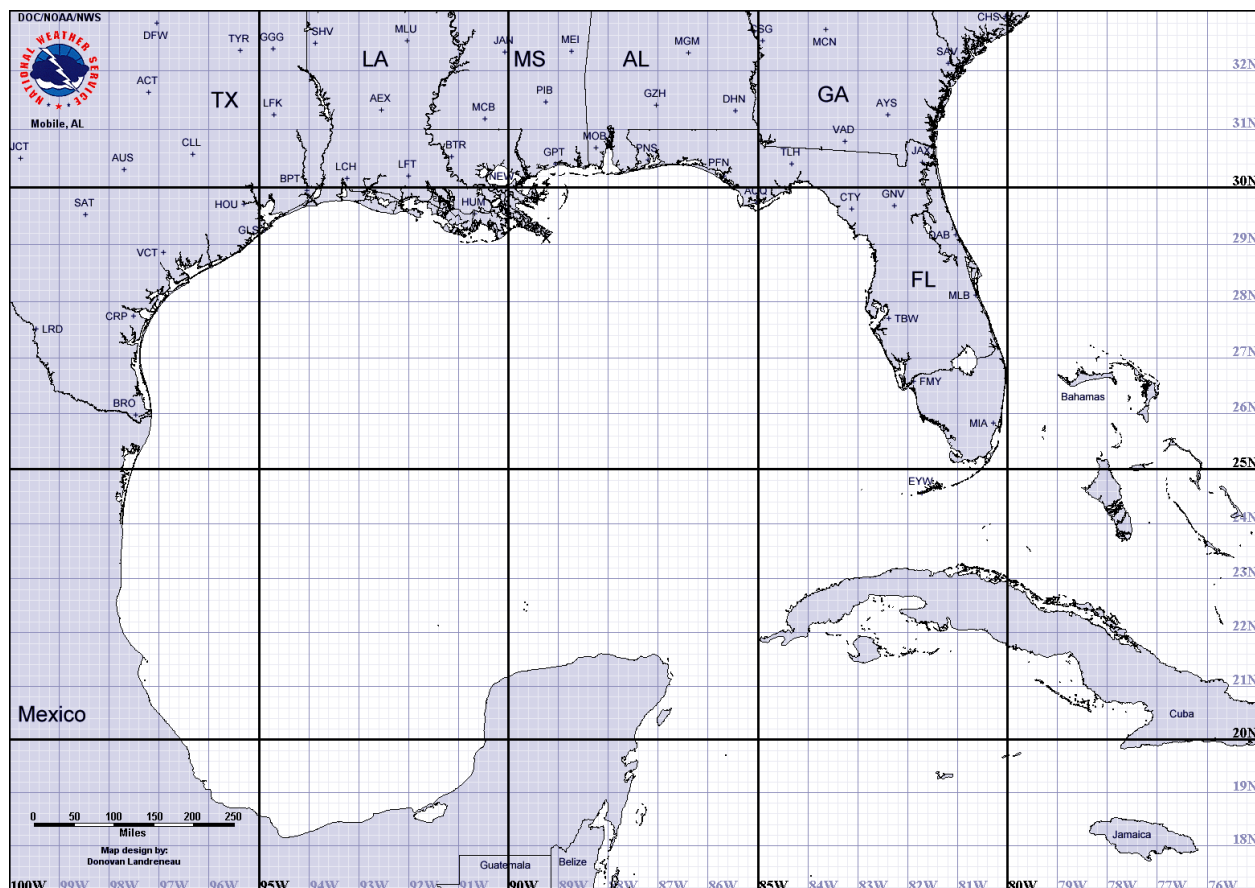 DOC/NOAA/NWS
NATIONAL WEATHER SERVICE
Mobile, AL
DFW
TYR
GGG
SHV
MLU
JAN
MEI
MGM
MCN
CHS
SAV
32N
LA
MS
AL
TX
GA
ACT
LFK
AEX
MCB
PIB
GZH
DHN
AYS
31N
AUS
CLL
BPT
LCH
LFT
BTR
NEW
GPT
MOB
PNS
PFN
TLH
VAD
JAX
30N
SAT
HOU
GLS
HUM
CTY
GNV
29N
VCT
DAB
FL
28N
LRD
CRP
TBW
MLB
27N
BRO
FMY
Bahamas
26N
MIA
25N
EYW
24N
23N
22N
21N
Mexico
Cuba
20N
19N
0 50 100 150 200 250
Miles
Map design by:
Donovan Landreneau
Guatemala
Belize
Jamaica
18N
100W 99W 98W 97W 96W 95W 94W 93W 92W 91W 90W 89W 88W 87W 86W 85W 84W 83W 82W 81W 80W 79W 78W 77W 76W